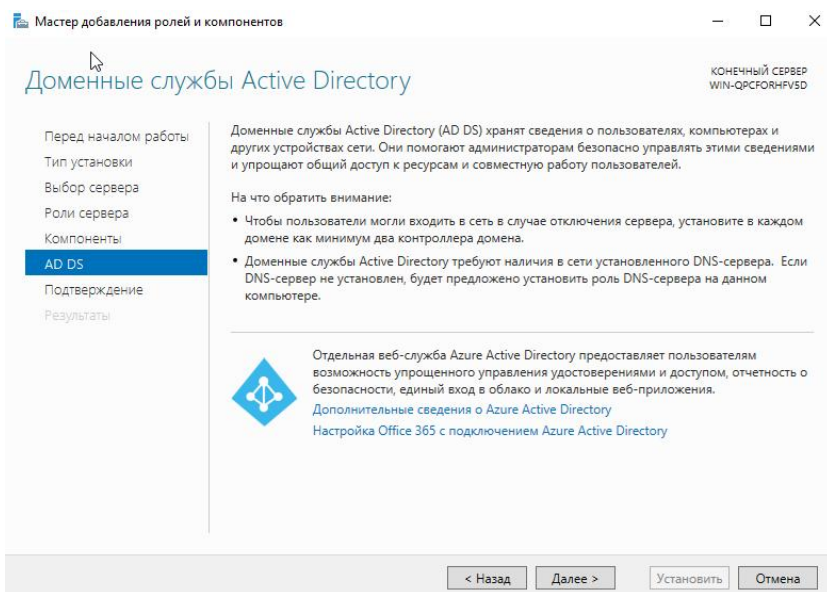 Мастер добавления ролей и компонентов
Доменные службы Active Directory
КОНЕЧНЫЙ СЕРВЕР
WIN-QPCFORHFV5D
Перед началом работы
Тип установки
Выбор сервера
Роли сервера
Компоненты
AD DS
Подтверждение
Результаты
Доменные службы Active Directory (AD DS) хранят сведения о пользователях, компьютерах и
других устройствах сети. Они помогают администраторам безопасно управлять этими сведениями
и упрощают общий доступ к ресурсам и совместную работу пользователей.
На что обратить внимание:
• Чтобы пользователи могли входить в сеть в случае отключения сервера, установите в каждом
домене как минимум два контроллера домена.
• Доменные службы Active Directory требуют наличия в сети установленного DNS-сервера. Если
DNS-сервер не установлен, будет предложено установить роль DNS-сервера на данном
компьютере.
Отдельная веб-служба Azure Active Directory предоставляет пользователям
возможность упрощенного управления удостоверениями и доступом, отчетность о
безопасности, единый вход в облако и локальные веб-приложения.
Дополнительные сведения о Azure Active Directory
Настройка Office 365 с подключением Azure Active Directory
< Назад
Далее >
Установить
Отмена